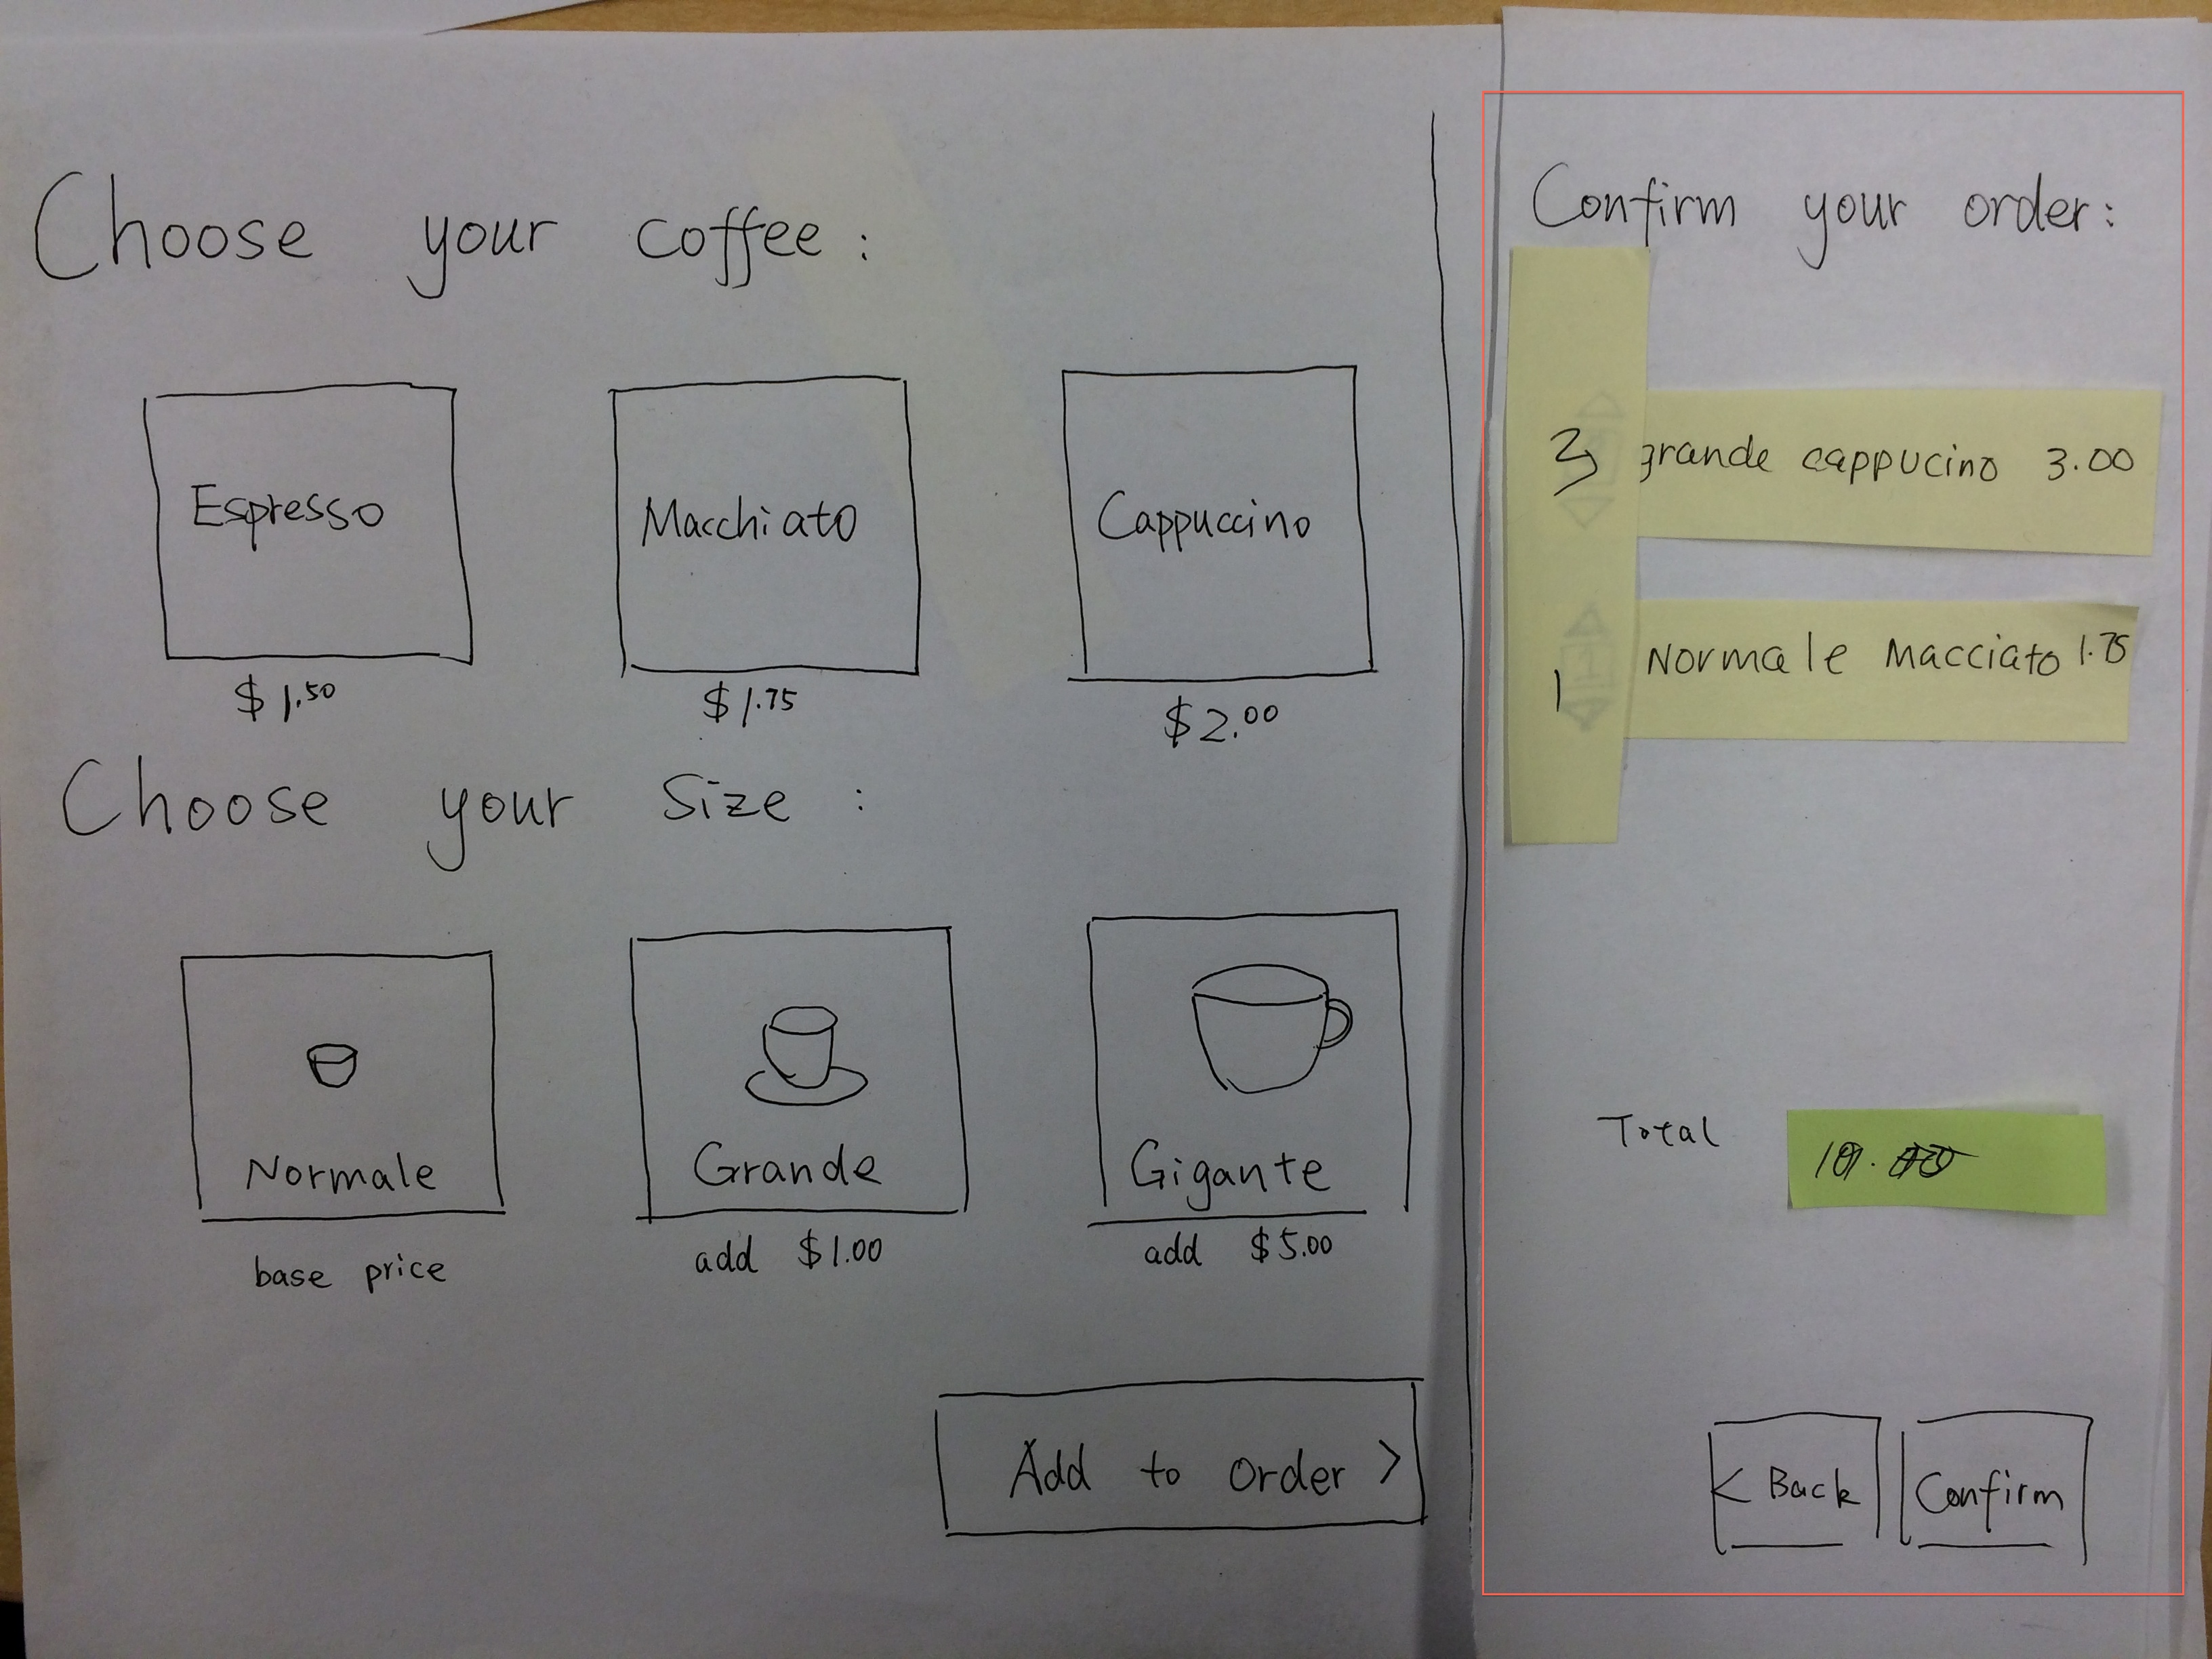 Choose your coffee :
Espresso
Macchiato
Cappuccino
$ 1.50
$ 1.75
$ 2.00
Choose your Size :
Normale
Grande
Gigante
base price
add $ 1.00
add $ 5.00
Add to order >
Confirm your order :
3 grande cappucino 3.00
1 Normale Macciato 1.75
Total
< Back
Confirm